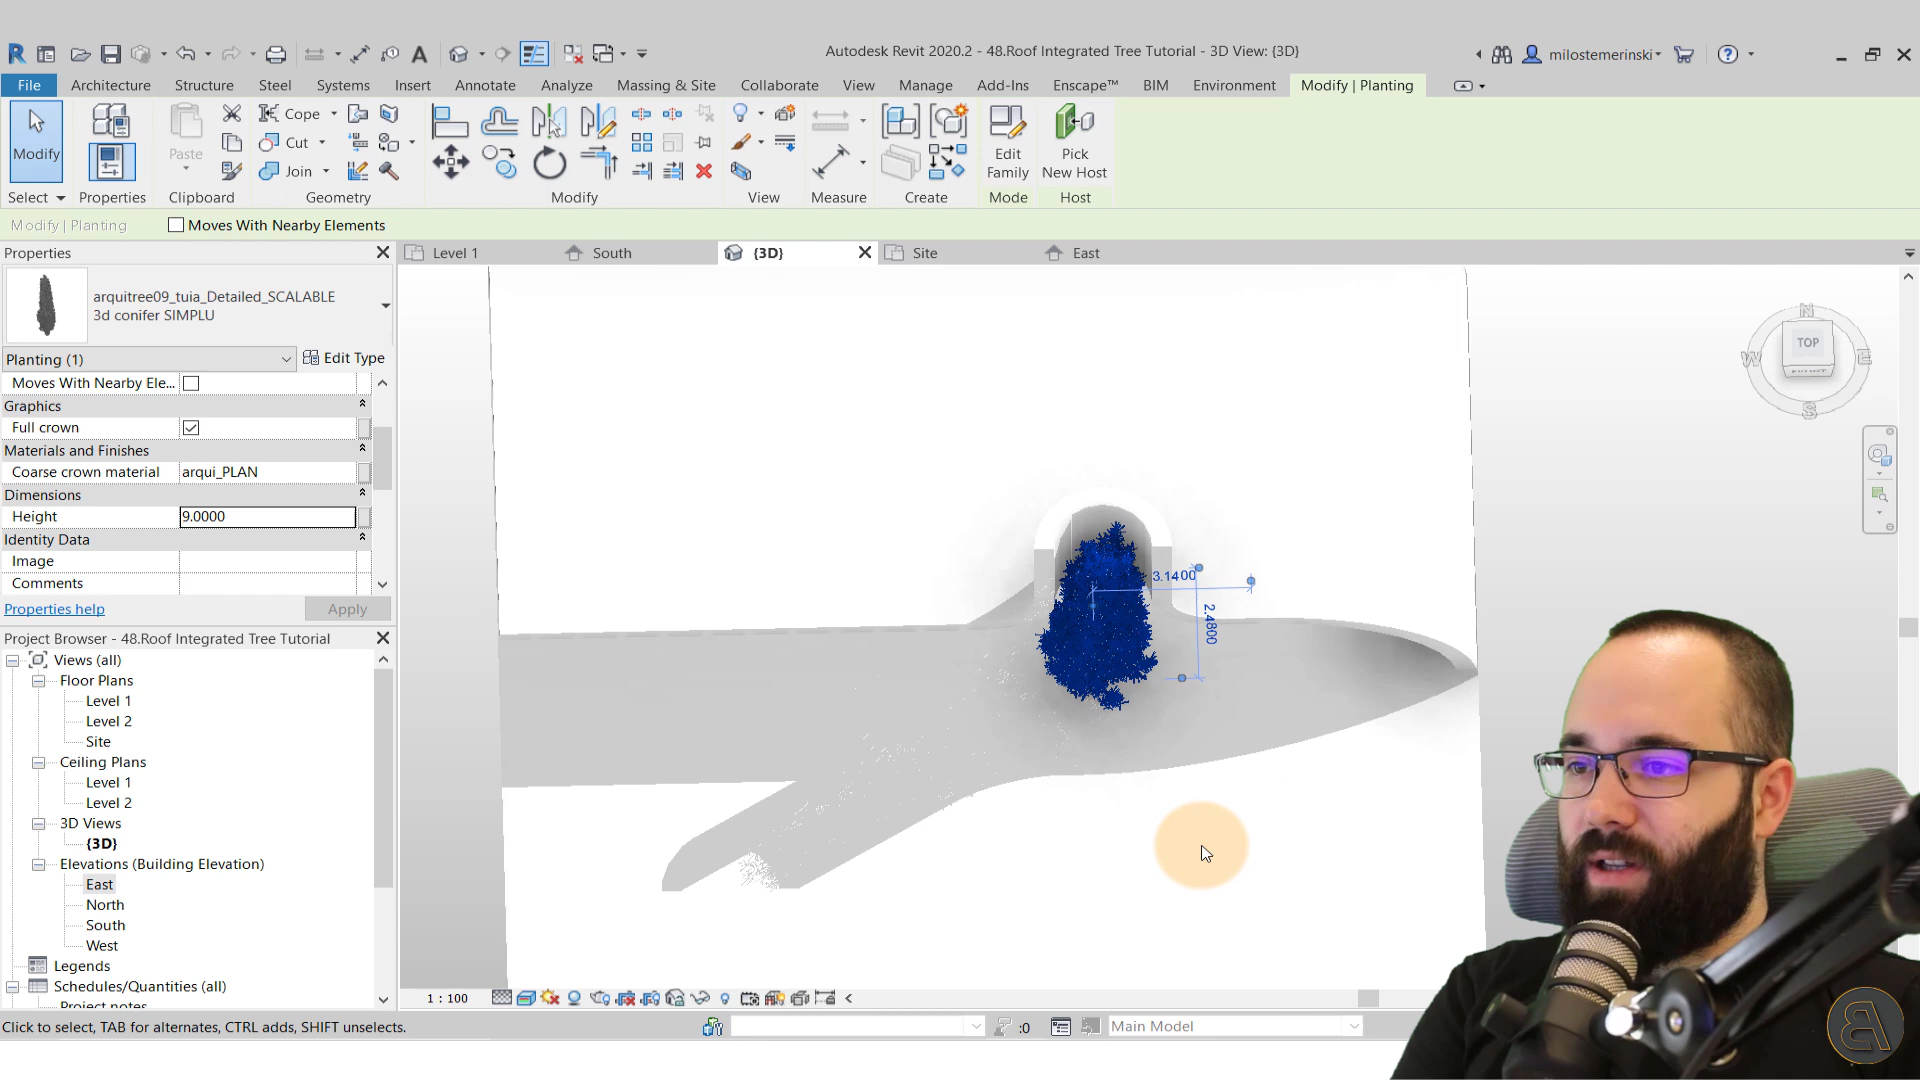 Autodesk Revit 2020.2 - 48.Roof Integrated Tree Tutorial - 3D View: {3D}
milostemerinski
File Architecture Structure Steel Systems Insert Annotate Analyze Massing & Site Collaborate View Manage Add-Ins Enscape™ BIM Environment Modify | Planting
Modify
Paste
Cope
Cut
Join
Edit Family
Pick New Host
Select Properties Clipboard Geometry Modify View Measure Create Mode Host
Modify | Planting Moves With Nearby Elements
Properties
Level 1 South {3D} Site East
arquitree09_tuia_Detailed_SCALABLE
3d conifer SIMPLU
Planting (1) Edit Type
Moves With Nearby Ele...
Graphics
Full crown
Materials and Finishes
Coarse crown material arqui_PLAN
Dimensions
Height 9.0000
Identity Data
Image
Comments
Properties help Apply
Project Browser - 48.Roof Integrated Tree Tutorial
Views (all)
Floor Plans
Level 1
Level 2
Site
Ceiling Plans
Level 1
Level 2
3D Views
{3D}
Elevations (Building Elevation)
East
North
South
West
Legends
Schedules/Quantities (all)
Project notes
3.1400
2.4800
N
W
E
S
TOP
FRONT
1 : 100
Click to select, TAB for alternates, CTRL adds, SHIFT unselects.
:0
Main Model